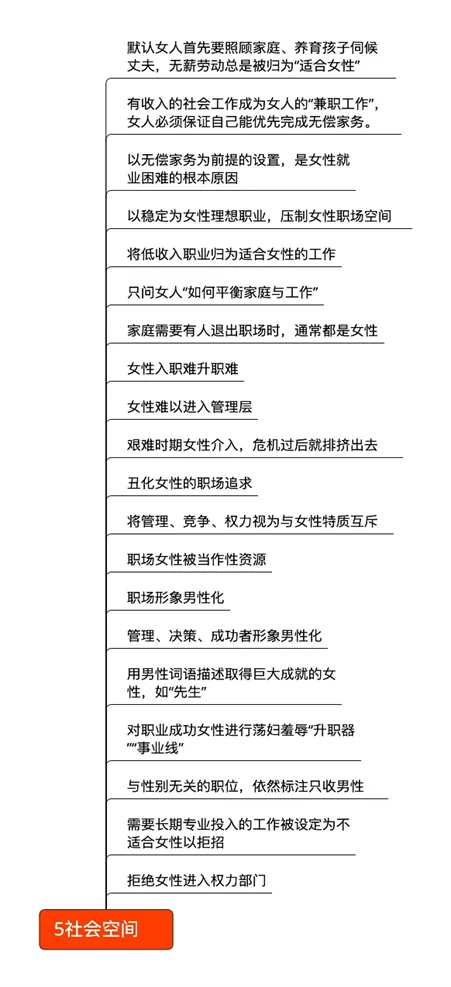 默认女人首先要照顾家庭、养育孩子伺候
丈夫，无薪劳动总是被归为“适合女性”
有收入的社会工作成为女人的“兼职工作”，
女人必须保证自己能优先完成无偿家务。
以无偿家务为前提的设置，是女性就
业困难的根本原因
以稳定为女性理想职业，压制女性职场空间
将低收入职业归为适合女性的工作
只问女人“如何平衡家庭与工作”
家庭需要有人退出职场时，通常都是女性
女性入职难升职难
女性难以进入管理层
艰难时期女性介入，危机过后就排挤出去
丑化女性的职场追求
将管理、竞争、权力视为与女性特质互斥
职场女性被当作性资源
职场形象男性化
管理、决策、成功者形象男性化
用男性词语描述取得巨大成就的女
性，如“先生”
对职业成功女性进行荡妇羞辱“升职器
”“事业线”
与性别无关的职位，依然标注只收男性
需要长期专业投入的工作被设定为不
适合女性以拒招
拒绝女性进入权力部门
5社会空间